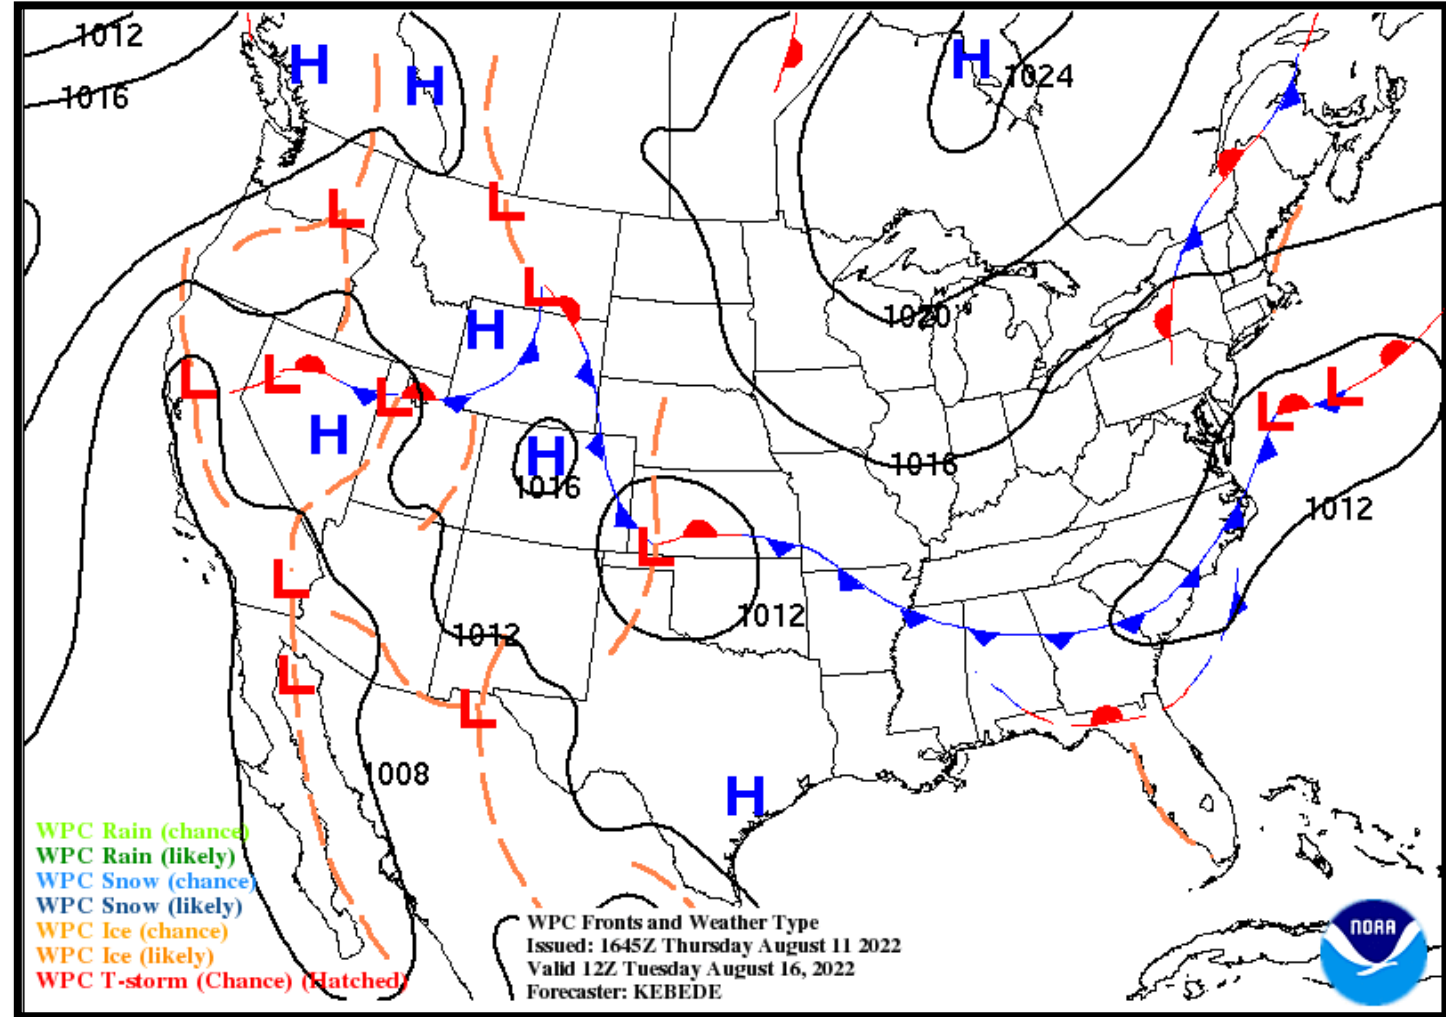 1012
H
H
H
1024
1016
L
L
L
H
1020
L
L
L
L
L
H
H
1016
1016
1012
L
L
1012
1012
L
L
H
1008
WPC Rain (chance)
WPC Rain (likely)
WPC Snow (chance)
WPC Snow (likely)
WPC Ice (chance)
WPC Ice (likely)
WPC T-storm (Chance) (Hatched)
WPC Fronts and Weather Type
Issued: 1645Z Thursday August 11 2022
Valid 12Z Tuesday August 16, 2022
Forecaster: KEBEDE
NOAA